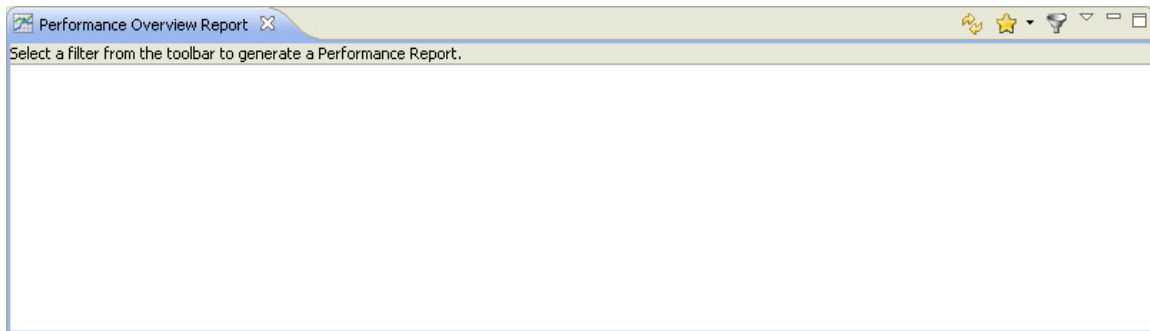 Performance Overview Report
Select a filter from the toolbar to generate a Performance Report.